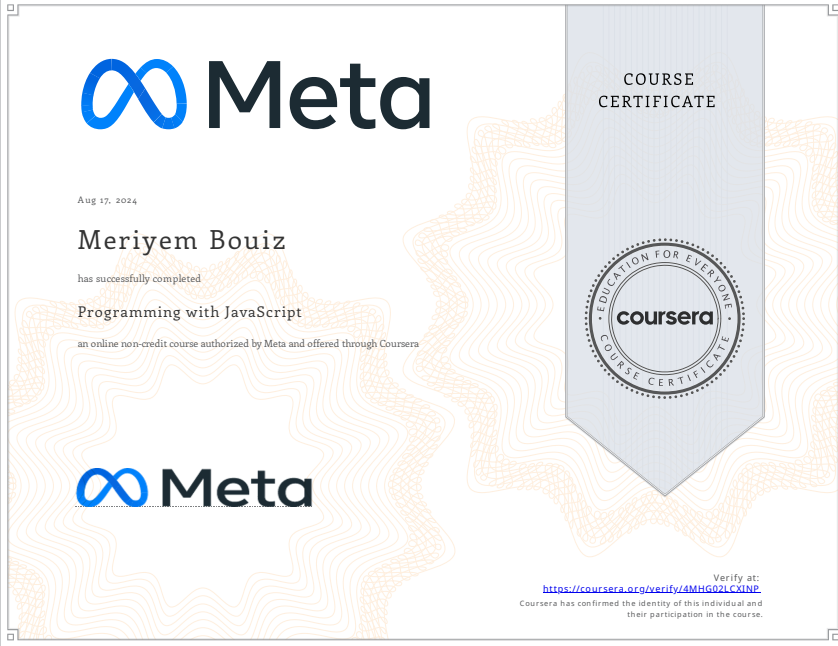 Meta
COURSE
CERTIFICATE
Aug 17, 2024
Meriyem Bouiz
has successfully completed
Programming with JavaScript
an online non-credit course authorized by Meta and offered through Coursera
EDUCATION FOR EVERYONE
coursera
COURSE CERTIFICATE
Meta
Verify at:
https://coursera.org/verify/4MHG02LCXINP
Coursera has confirmed the identity of this individual and
their participation in the course.